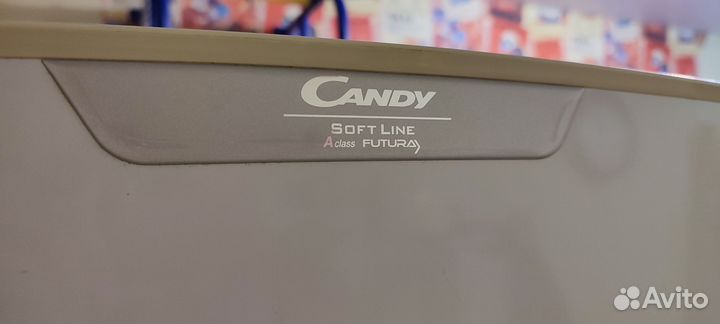 CANDY
SOFT LINE
A class FUTURA
Avito